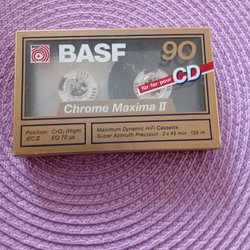 BASF
90
für · for · pour
CD
Chrome Maxima II
Position
IEC II
CrO₂ (High)
EQ 70 µs
Maximum Dynamic HiFi Cassette
Super Azimuth Precision 2 x 45 min · 135 m